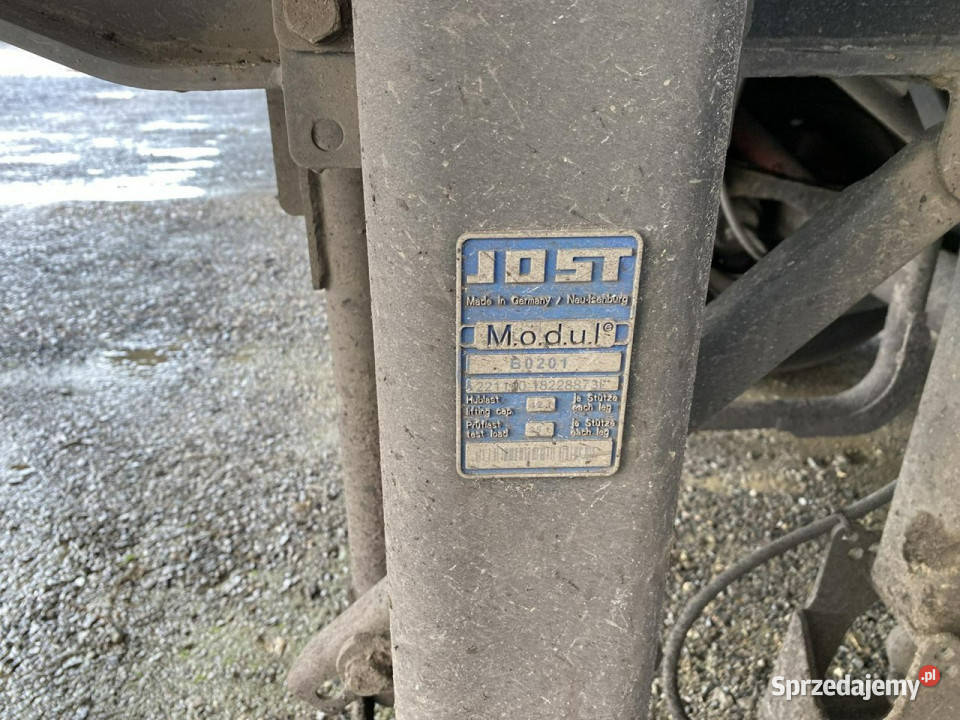 JOST
Made in Germany / Neu-Isenburg
M.o.d.u.l®
B0201
Hublast je Stütze
lifting cap. each leg
Prüflast je Stütze
test load each leg
Sprzedajemy.pl